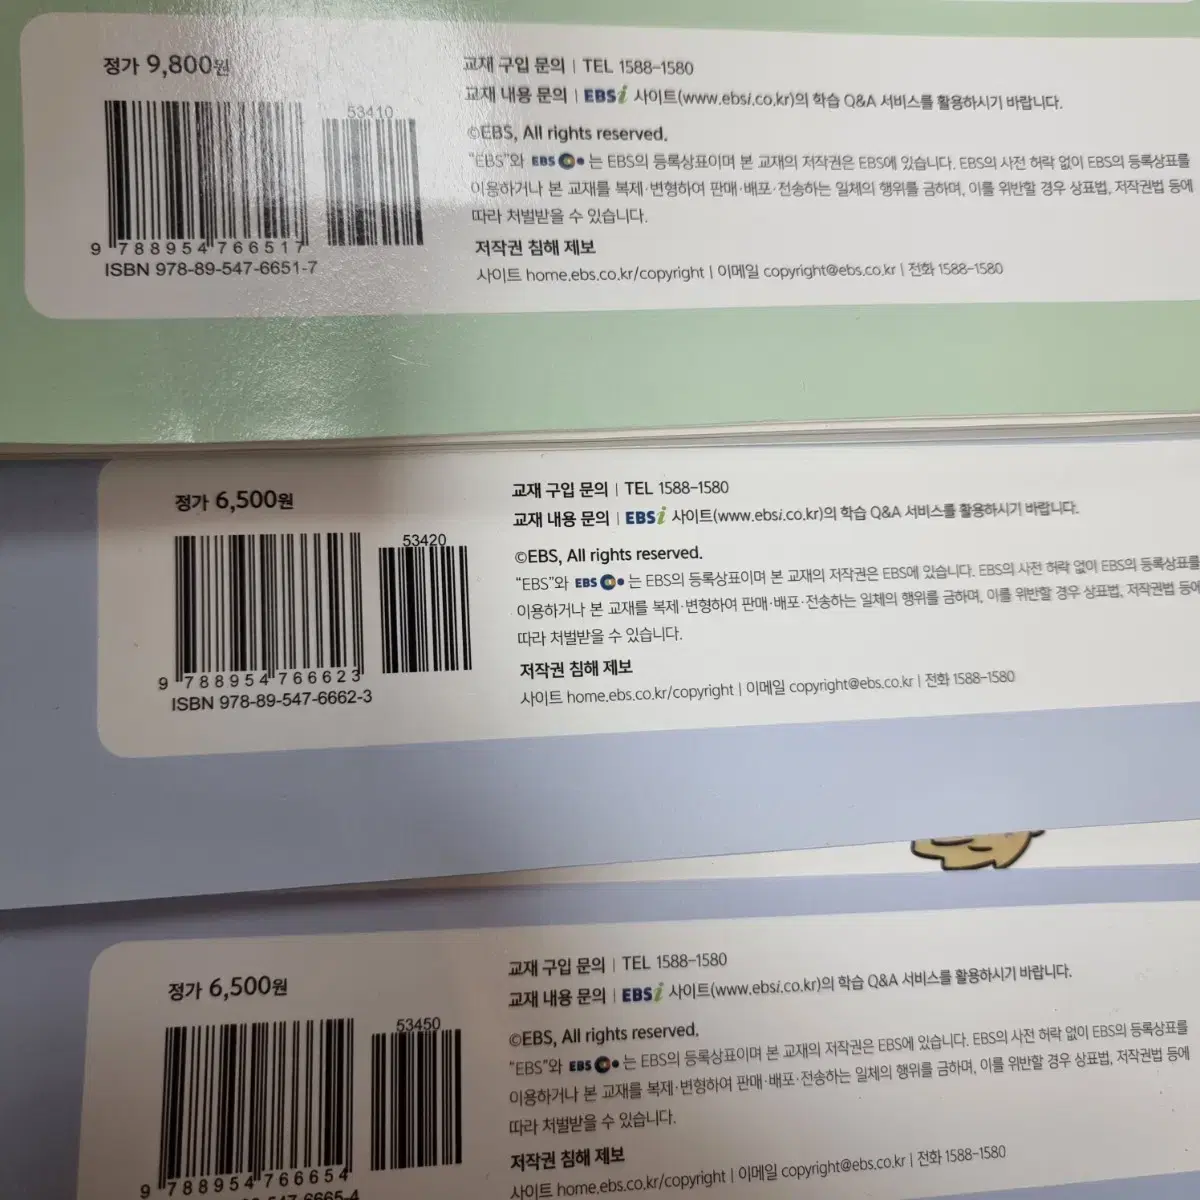 정가 9,800원
53410
9 788954 766517
ISBN 978-89-547-6651-7
교재 구입 문의 | TEL 1588-1580
교재 내용 문의 | EBSi 사이트(www.ebsi.co.kr)의 학습 Q&A 서비스를 활용하시기 바랍니다.
©EBS, All rights reserved.
"EBS"와 EBS 는 EBS의 등록상표이며 본 교재의 저작권은 EBS에 있습니다. EBS의 사전 허락 없이 EBS의 등록상표를
이용하거나 본 교재를 복제·변형하여 판매·배포·전송하는 일체의 행위를 금하며, 이를 위반할 경우 상표법, 저작권법 등에
따라 처벌받을 수 있습니다.
저작권 침해 제보
사이트 home.ebs.co.kr/copyright | 이메일 copyright@ebs.co.kr | 전화 1588-1580
정가 6,500원
53420
9 788954 766623
ISBN 978-89-547-6662-3
교재 구입 문의 | TEL 1588-1580
교재 내용 문의 | EBSi 사이트(www.ebsi.co.kr)의 학습 Q&A 서비스를 활용하시기 바랍니다.
©EBS, All rights reserved.
"EBS"와 EBS 는 EBS의 등록상표이며 본 교재의 저작권은 EBS에 있습니다. EBS의 사전 허락 없이 EBS의 등록상표를
이용하거나 본 교재를 복제·변형하여 판매·배포·전송하는 일체의 행위를 금하며, 이를 위반할 경우 상표법, 저작권법 등에
따라 처벌받을 수 있습니다.
저작권 침해 제보
사이트 home.ebs.co.kr/copyright | 이메일 copyright@ebs.co.kr | 전화 1588-1580
정가 6,500원
53450
9 788954 766654
547-6665-4
교재 구입 문의 | TEL 1588-1580
교재 내용 문의 | EBSi 사이트(www.ebsi.co.kr)의 학습 Q&A 서비스를 활용하시기 바랍니다.
©EBS, All rights reserved.
"EBS"와 EBS 는 EBS의 등록상표이며 본 교재의 저작권은 EBS에 있습니다. EBS의 사전 허락 없이 EBS의 등록상표를
이용하거나 본 교재를 복제·변형하여 판매·배포·전송하는 일체의 행위를 금하며, 이를 위반할 경우 상표법, 저작권법 등에
따라 처벌받을 수 있습니다.
저작권 침해 제보
사이트 home.ebs.co.kr/copyright | 이메일 copyright@ebs.co.kr | 전화 1588-1580